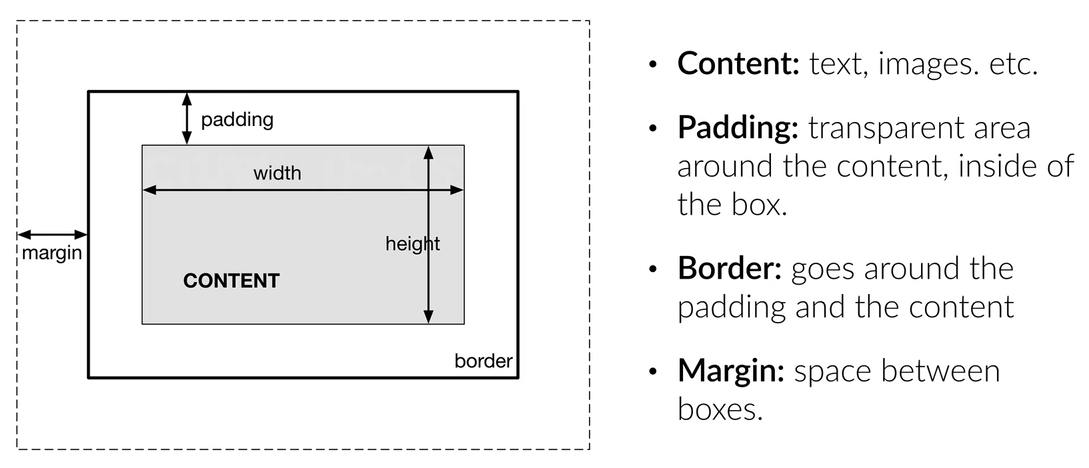 padding
width
margin
height
CONTENT
border
• Content: text, images. etc.
• Padding: transparent area
around the content, inside of
the box.
• Border: goes around the
padding and the content
• Margin: space between
boxes.